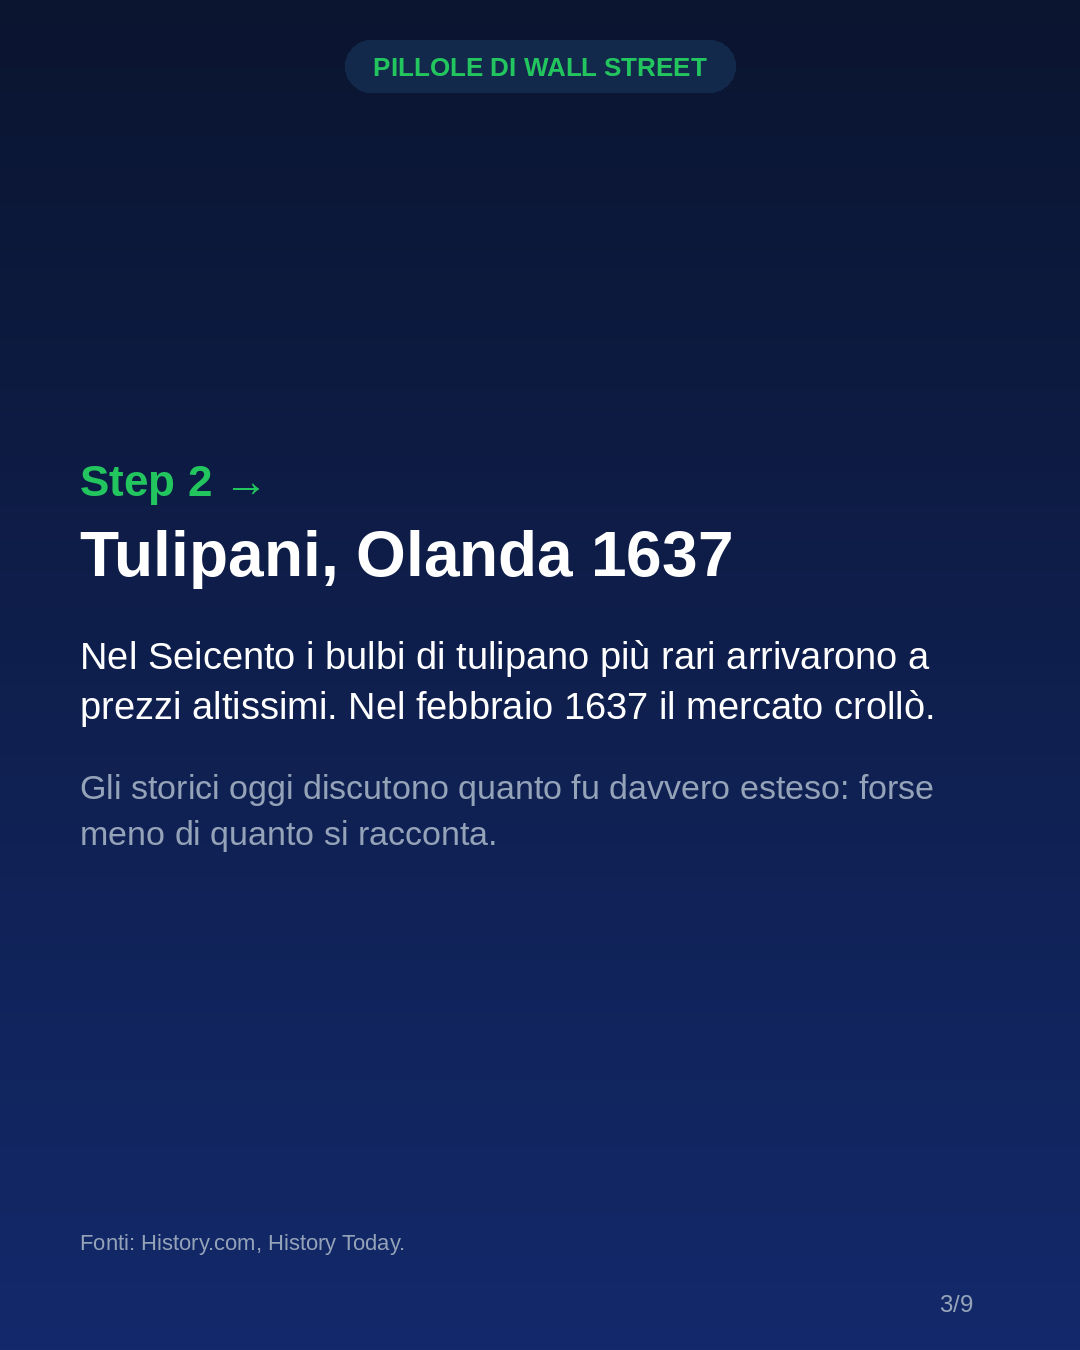 PILLOLE DI WALL STREET
Step 2 →
Tulipani, Olanda 1637
Nel Seicento i bulbi di tulipano più rari arrivarono a
prezzi altissimi. Nel febbraio 1637 il mercato crollò.
Gli storici oggi discutono quanto fu davvero esteso: forse
meno di quanto si racconta.
Fonti: History.com, History Today.
3/9